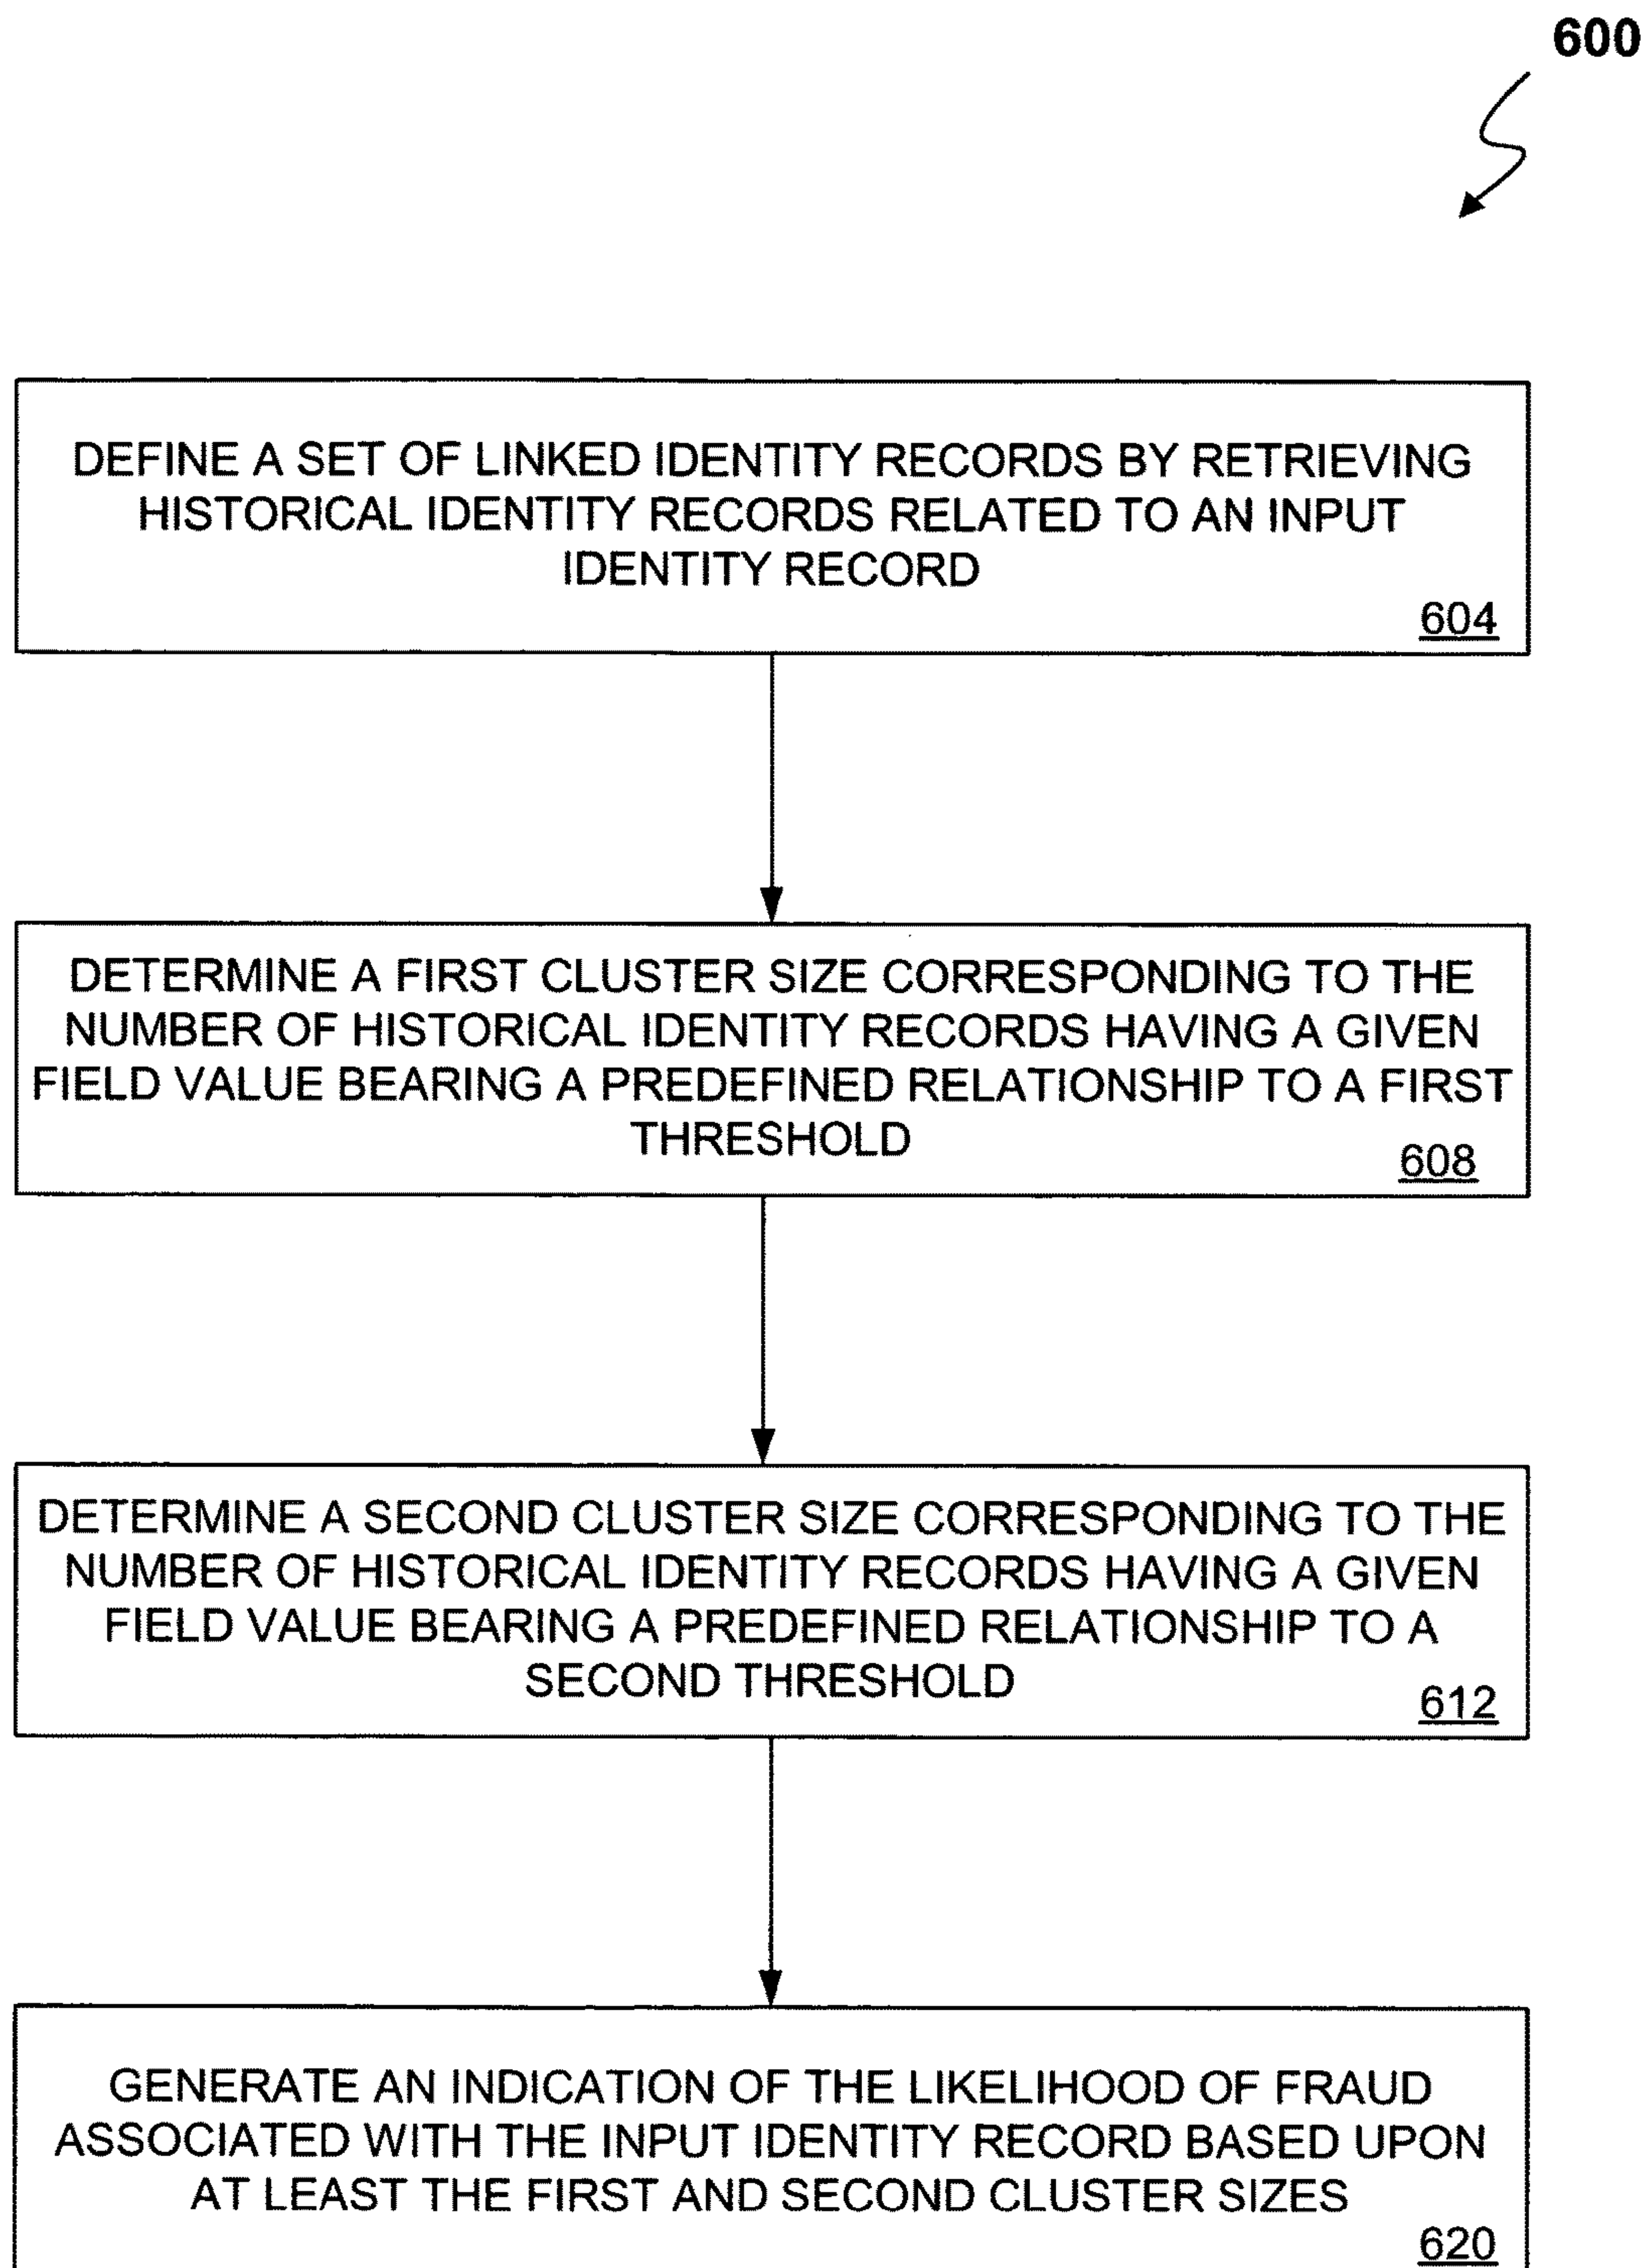 600
DEFINE A SET OF LINKED IDENTITY RECORDS BY RETRIEVING
HISTORICAL IDENTITY RECORDS RELATED TO AN INPUT
IDENTITY RECORD
604
DETERMINE A FIRST CLUSTER SIZE CORRESPONDING TO THE
NUMBER OF HISTORICAL IDENTITY RECORDS HAVING A GIVEN
FIELD VALUE BEARING A PREDEFINED RELATIONSHIP TO A FIRST
THRESHOLD
608
DETERMINE A SECOND CLUSTER SIZE CORRESPONDING TO THE
NUMBER OF HISTORICAL IDENTITY RECORDS HAVING A GIVEN
FIELD VALUE BEARING A PREDEFINED RELATIONSHIP TO A
SECOND THRESHOLD
612
GENERATE AN INDICATION OF THE LIKELIHOOD OF FRAUD
ASSOCIATED WITH THE INPUT IDENTITY RECORD BASED UPON
AT LEAST THE FIRST AND SECOND CLUSTER SIZES
620